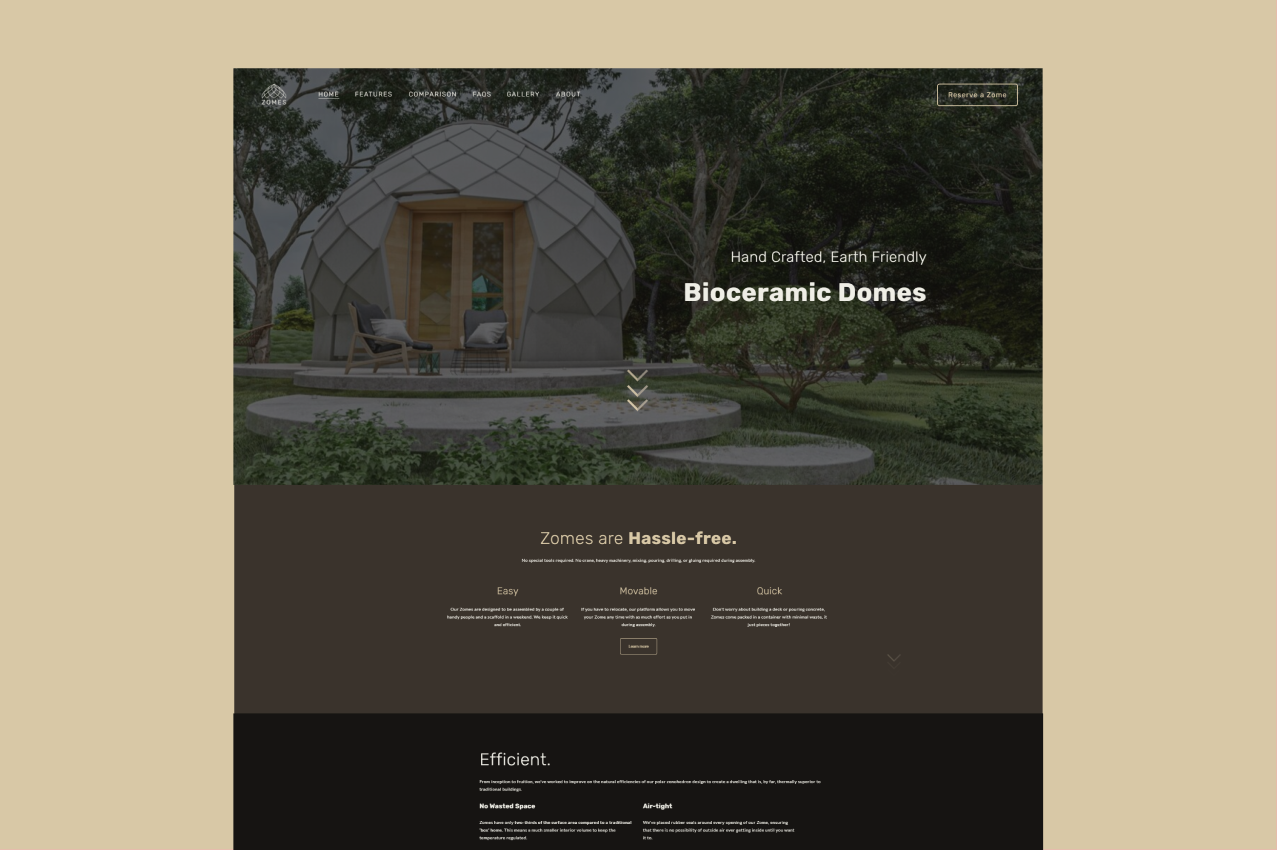 ZOMES
HOME FEATURES COMPARISON FAQS GALLERY ABOUT
Reserve a Zome
Hand Crafted, Earth Friendly
Bioceramic Domes
Zomes are Hassle-free.
No special tools required: No crane, heavy machinery, mixing, pouring, drilling, or gluing required during assembly.
Easy
Our Zomes are designed to be assembled by a couple of
handy people and a scaffold in a weekend. We keep it quick
and efficient.
Movable
If you have to relocate, our platform allows you to move
your Zome any time with as much effort as you put in
during assembly.
Quick
Don't worry about building a deck or pouring concrete.
Zomes come packed in a container with minimal waste, it
just pieces together!
Learn more
Efficient.
From inception to fruition, we've worked to improve on the natural efficiencies of our polar zonohedron design to create a dwelling that is, by far, thermally superior to
traditional buildings.
No Wasted Space
Zomes have only two-thirds of the surface area compared to a traditional
'box' home. This means a much smaller interior volume to keep the
temperature regulated.
Air-tight
We've placed rubber seals around every opening of our Zome, ensuring
that there is no possibility of outside air ever getting inside until you want
it to.